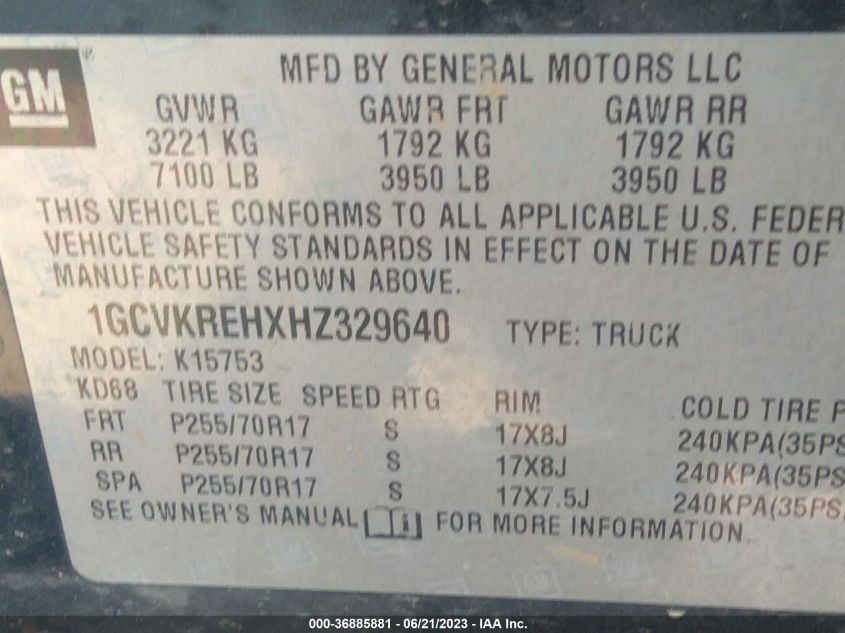 GM ®
MFD BY GENERAL MOTORS LLC
GVWR GAWR FRT GAWR RR
3221 KG 1792 KG 1792 KG
7100 LB 3950 LB 3950 LB
THIS VEHICLE CONFORMS TO ALL APPLICABLE U.S. FEDER
VEHICLE SAFETY STANDARDS IN EFFECT ON THE DATE OF
MANUFACTURE SHOWN ABOVE.
1GCVKREHXHZ329640 TYPE: TRUCK
MODEL: K15753
KD68 TIRE SIZE SPEED RTG RIM COLD TIRE P
FRT P255/70R17 S 17X8J 240KPA(35PS
RR P255/70R17 S 17X8J 240KPA(35PS
SPA P255/70R17 S 17X7.5J 240KPA(35PS
SEE OWNER'S MANUAL FOR MORE INFORMATION.
000-36885881 - 06/21/2023 - IAA Inc.